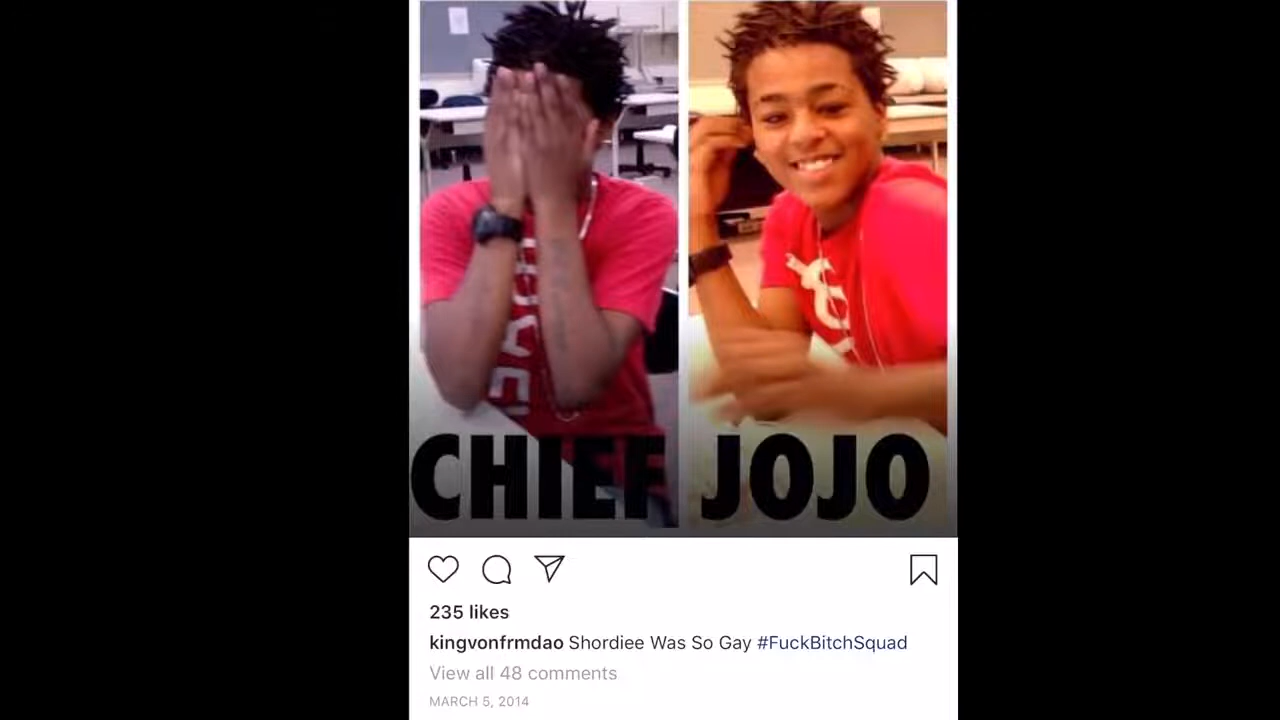 CHIEF JOJO
235 likes
kingvonfrmdao Shordiee Was So Gay #FuckBitchSquad
View all 48 comments
MARCH 5, 2014